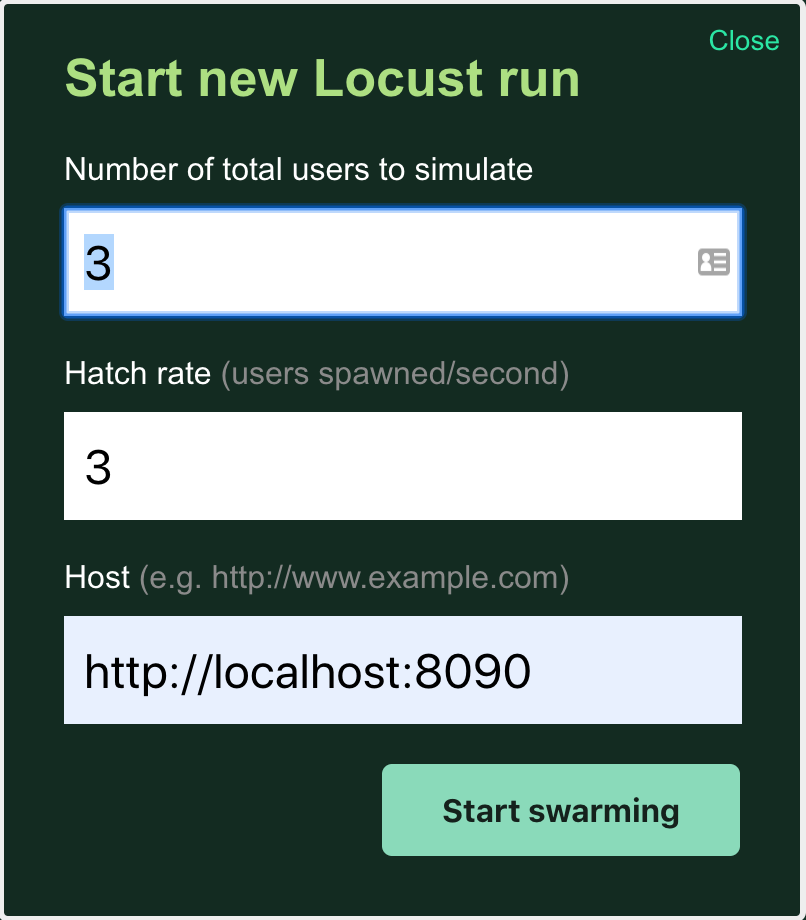 Close
Start new Locust run
Number of total users to simulate
3
Hatch rate (users spawned/second)
3
Host (e.g. http://www.example.com)
http://localhost:8090
Start swarming